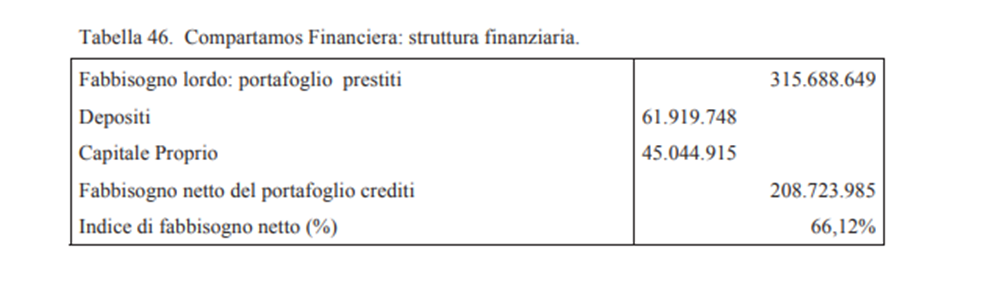 Tabella 46. Compartamos Financiera: struttura finanziaria.
Fabbisogno lordo: portafoglio prestiti 315.688.649
Depositi 61.919.748
Capitale Proprio 45.044.915
Fabbisogno netto del portafoglio crediti 208.723.985
Indice di fabbisogno netto (%) 66,12%